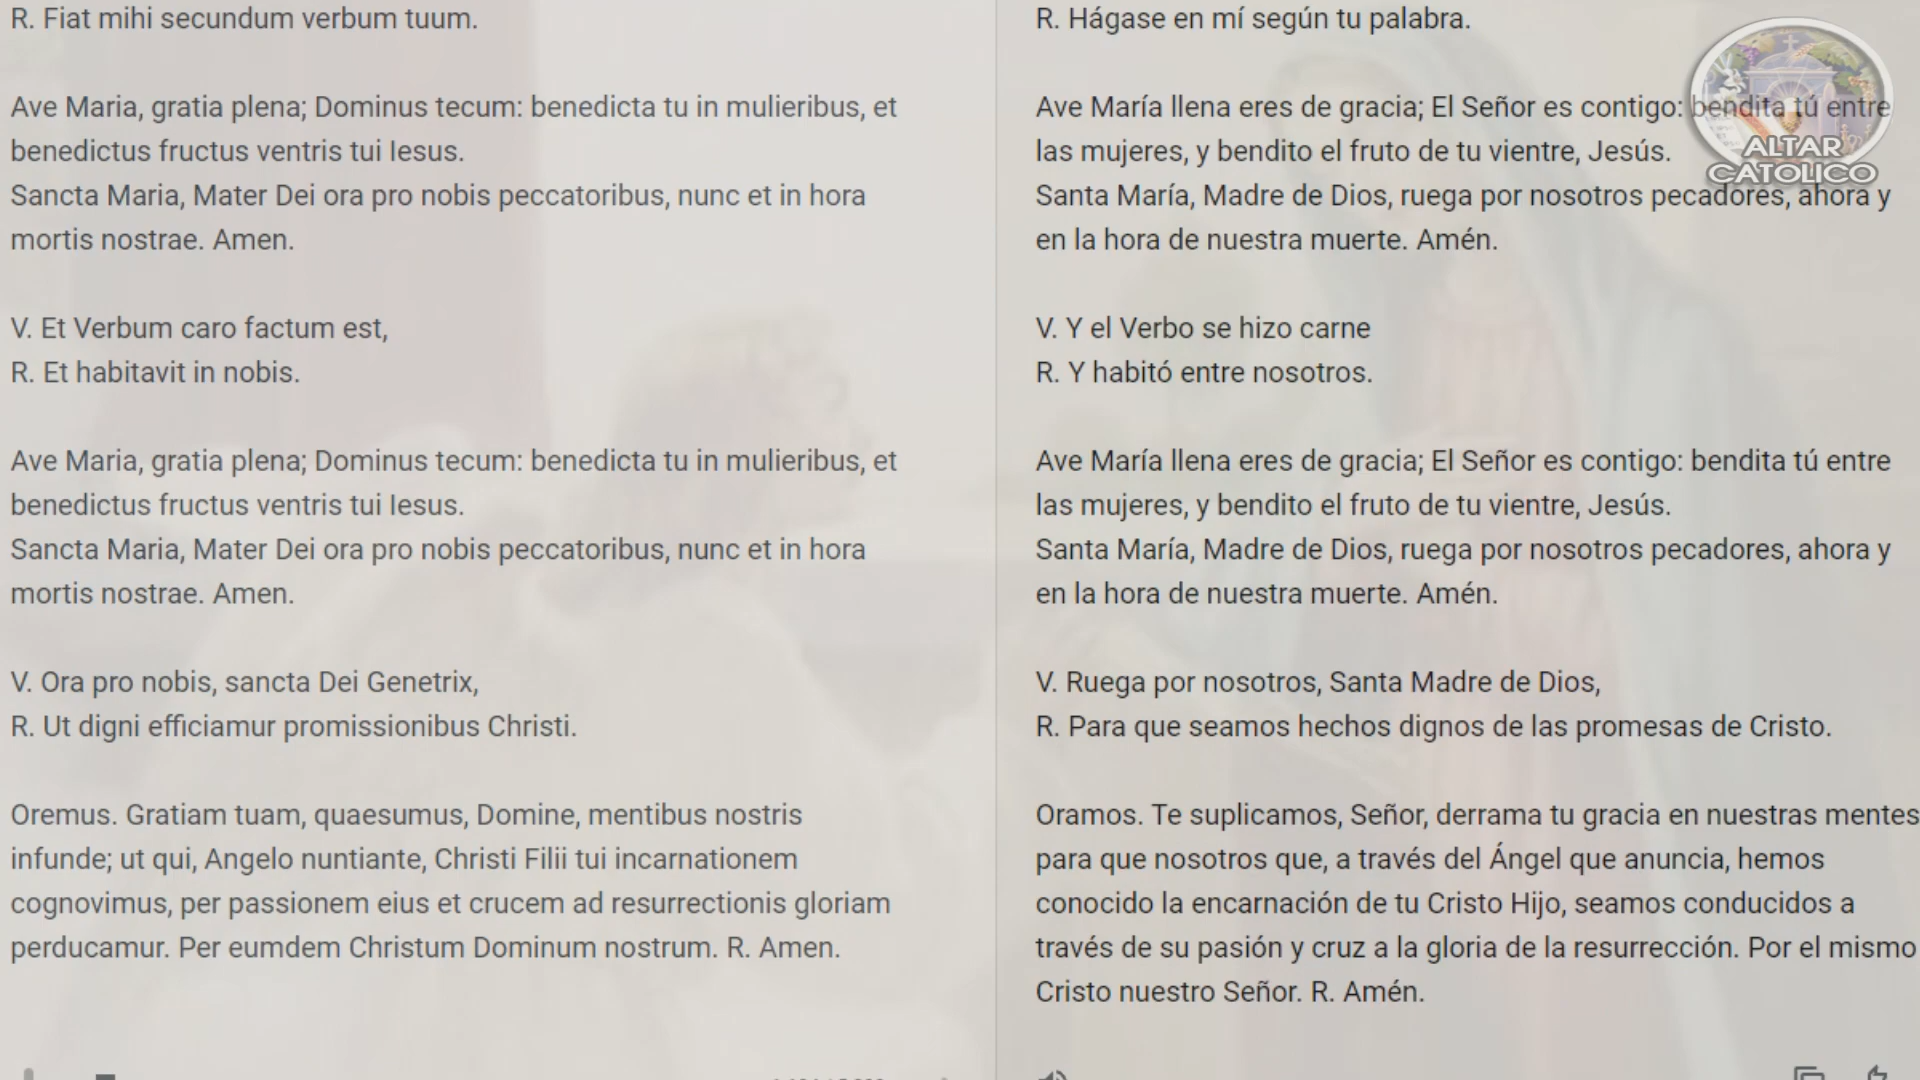 R. Fiat mihi secundum verbum tuum.
Ave Maria, gratia plena; Dominus tecum: benedicta tu in mulieribus, et
benedictus fructus ventris tui Iesus.
Sancta Maria, Mater Dei ora pro nobis peccatoribus, nunc et in hora
mortis nostrae. Amen.
V. Et Verbum caro factum est,
R. Et habitavit in nobis.
Ave Maria, gratia plena; Dominus tecum: benedicta tu in mulieribus, et
benedictus fructus ventris tui Iesus.
Sancta Maria, Mater Dei ora pro nobis peccatoribus, nunc et in hora
mortis nostrae. Amen.
V. Ora pro nobis, sancta Dei Genetrix,
R. Ut digni efficiamur promissionibus Christi.
Oremus. Gratiam tuam, quaesumus, Domine, mentibus nostris
infunde; ut qui, Angelo nuntiante, Christi Filii tui incarnationem
cognovimus, per passionem eius et crucem ad resurrectionis gloriam
perducamur. Per eumdem Christum Dominum nostrum. R. Amen.
R. Hágase en mí según tu palabra.
Ave María llena eres de gracia; El Señor es contigo: bendita tú entre
las mujeres, y bendito el fruto de tu vientre, Jesús.
Santa María, Madre de Dios, ruega por nosotros pecadores, ahora y
en la hora de nuestra muerte. Amén.
V. Y el Verbo se hizo carne
R. Y habitó entre nosotros.
Ave María llena eres de gracia; El Señor es contigo: bendita tú entre
las mujeres, y bendito el fruto de tu vientre, Jesús.
Santa María, Madre de Dios, ruega por nosotros pecadores, ahora y
en la hora de nuestra muerte. Amén.
V. Ruega por nosotros, Santa Madre de Dios,
R. Para que seamos hechos dignos de las promesas de Cristo.
Oramos. Te suplicamos, Señor, derrama tu gracia en nuestras mentes
para que nosotros que, a través del Ángel que anuncia, hemos
conocido la encarnación de tu Cristo Hijo, seamos conducidos a
través de su pasión y cruz a la gloria de la resurrección. Por el mismo
Cristo nuestro Señor. R. Amén.
ALTAR
CATOLICO